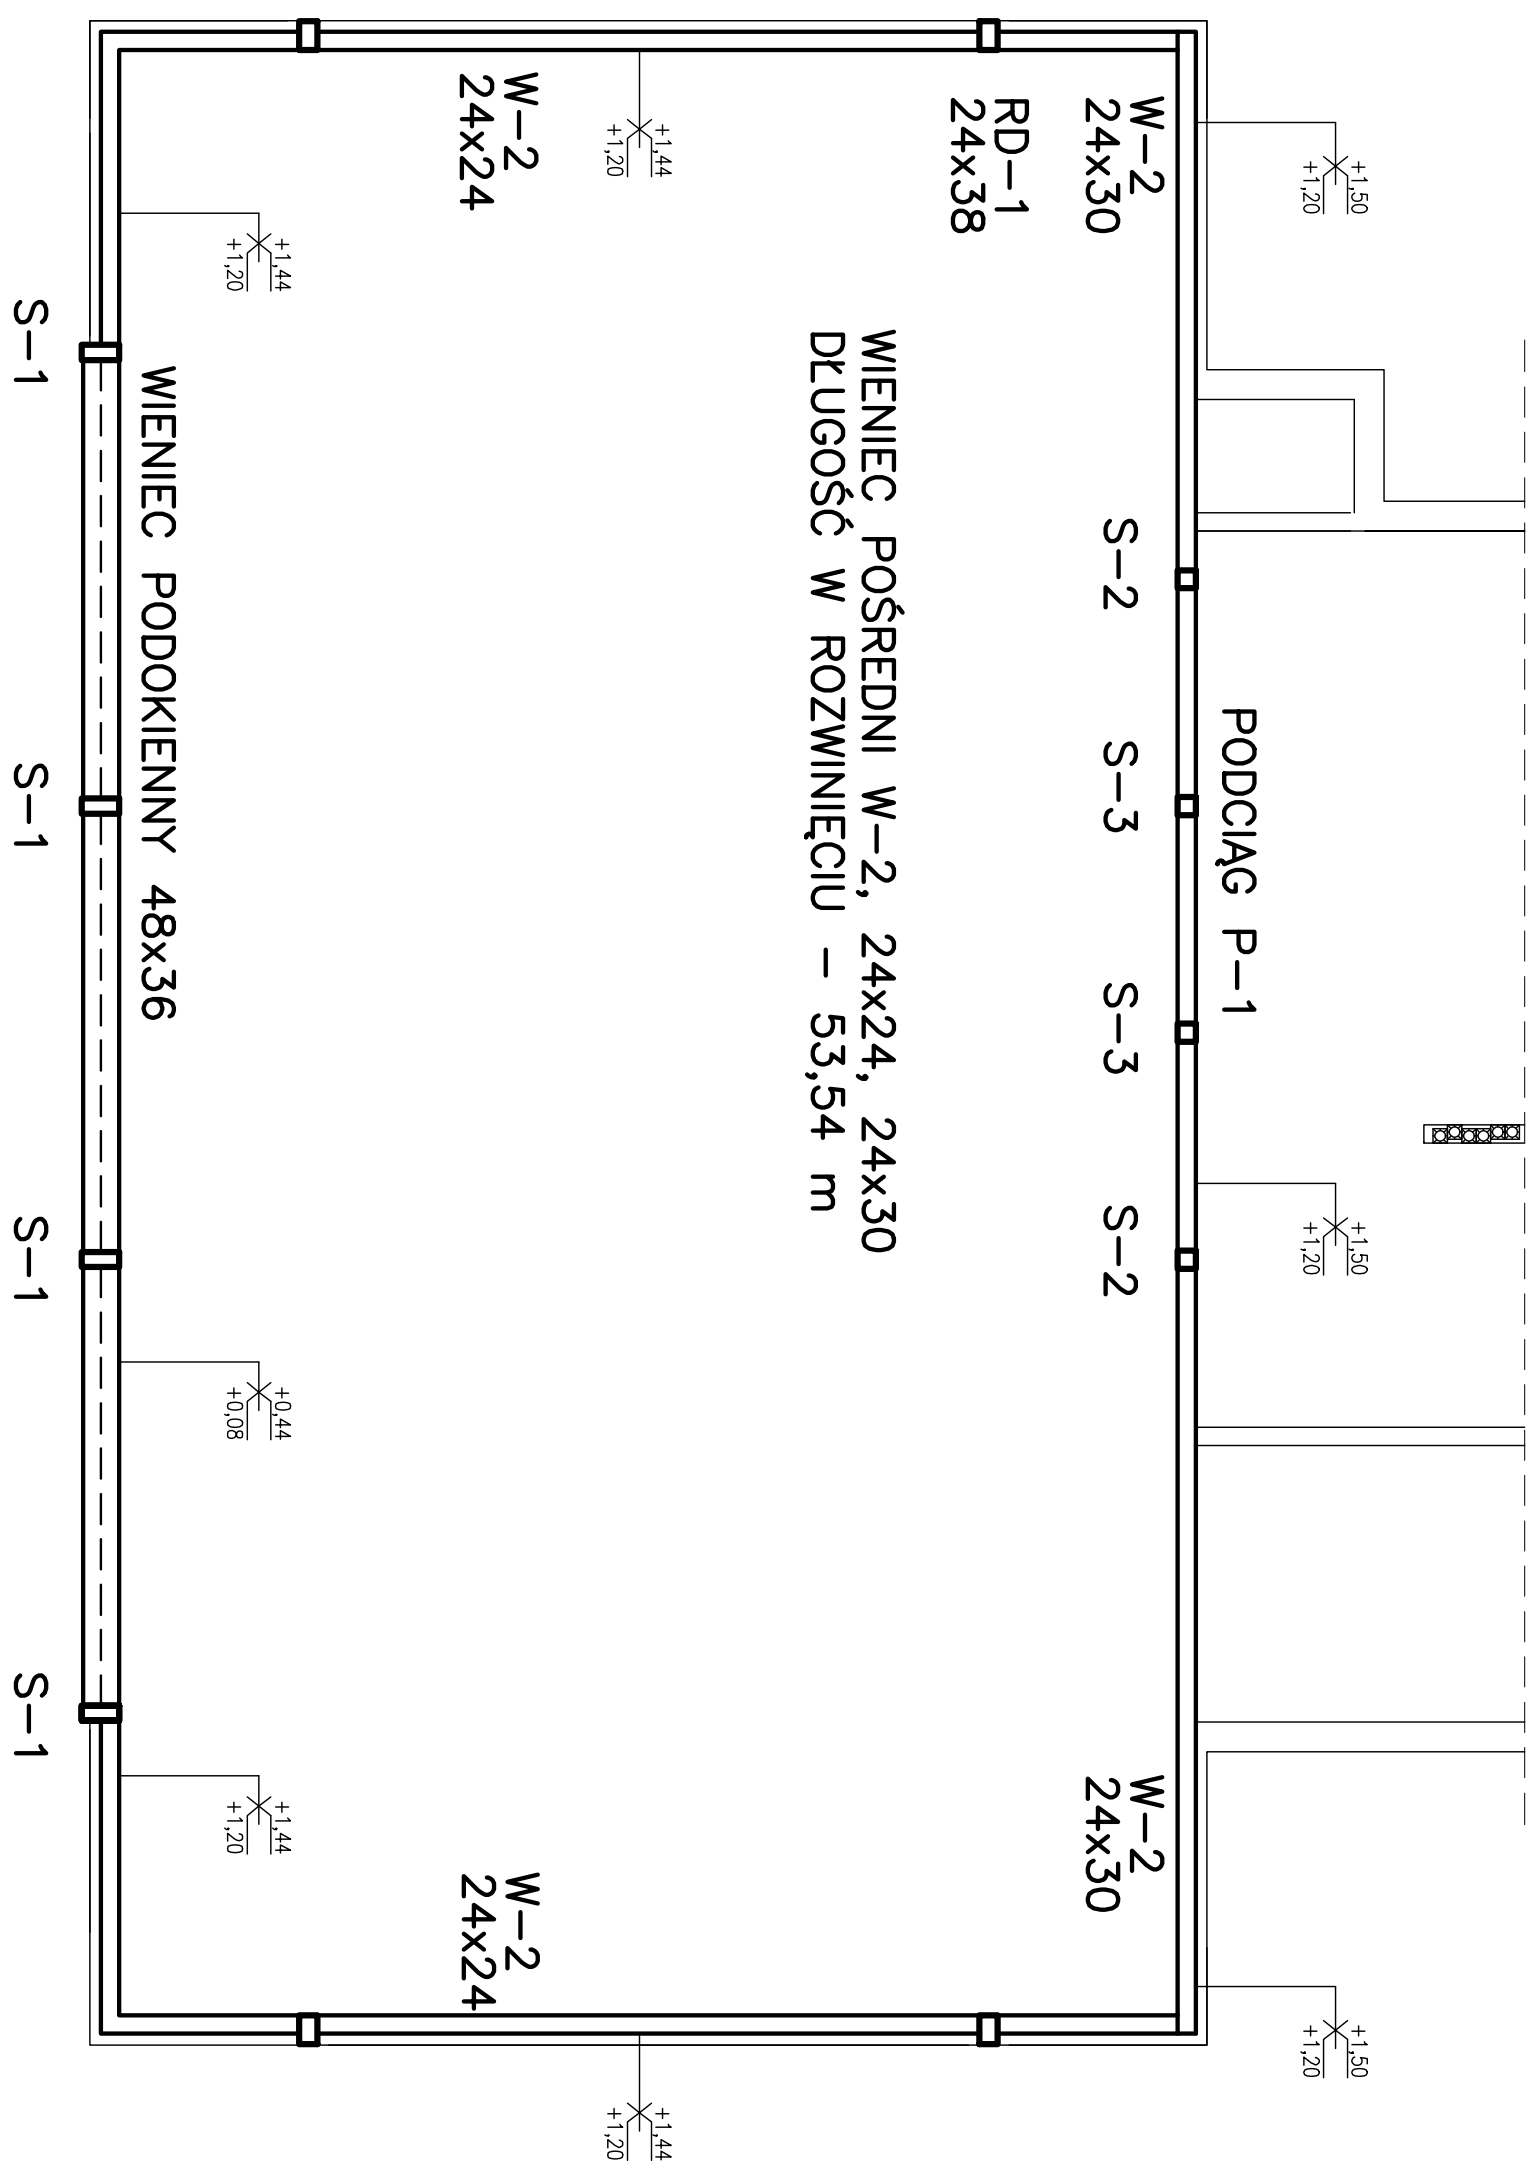 +1,50
+1,20
+1,50
+1,20
+1,50
+1,20
PODCIĄG P-1
W-2
24x30
S-2
S-3
S-3
S-2
W-2
24x30
RD-1
24x38
WIENIEC POŚREDNI W-2, 24x24, 24x30
DŁUGOŚĆ W ROZWINIĘCIU - 53,54 m
+1,44
+1,20
+1,44
+1,20
W-2
24x24
W-2
24x24
+1,44
+1,20
+0,44
+0,08
+1,44
+1,20
WIENIEC PODOKIENNY 48x36
S-1
S-1
S-1
S-1